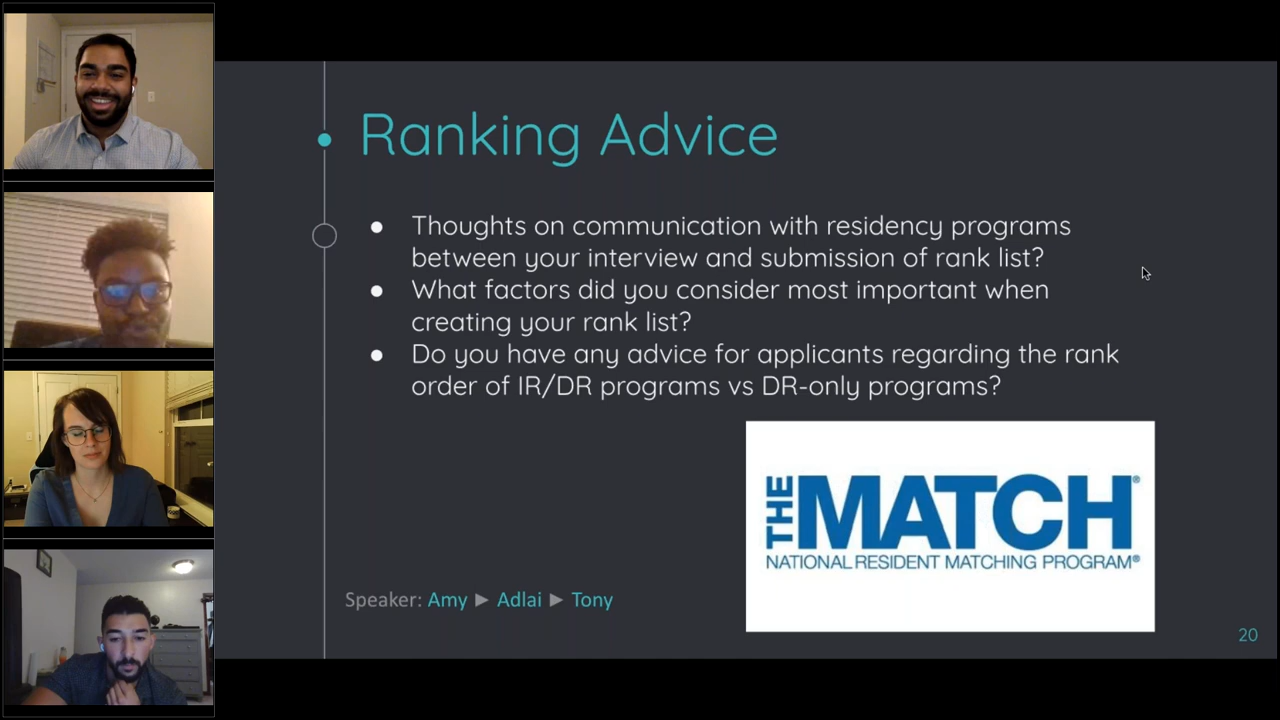 Ranking Advice
● Thoughts on communication with residency programs
between your interview and submission of rank list?
● What factors did you consider most important when
creating your rank list?
● Do you have any advice for applicants regarding the rank
order of IR/DR programs vs DR-only programs?
THE MATCH®
NATIONAL RESIDENT MATCHING PROGRAM®
Speaker: Amy ► Adlai ► Tony
20